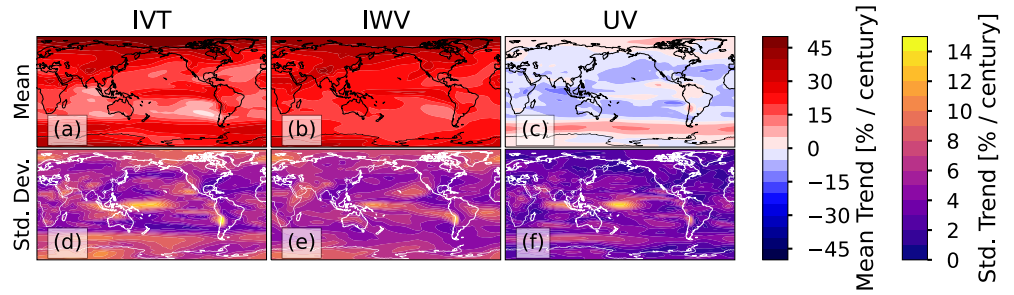 IVT IWV UV
Mean
(a) (b) (c)
Std. Dev.
(d) (e) (f)
45
30
15
0
−15
−30
−45
Mean Trend [% / century]
14
12
10
8
6
4
2
0
Std. Trend [% / century]